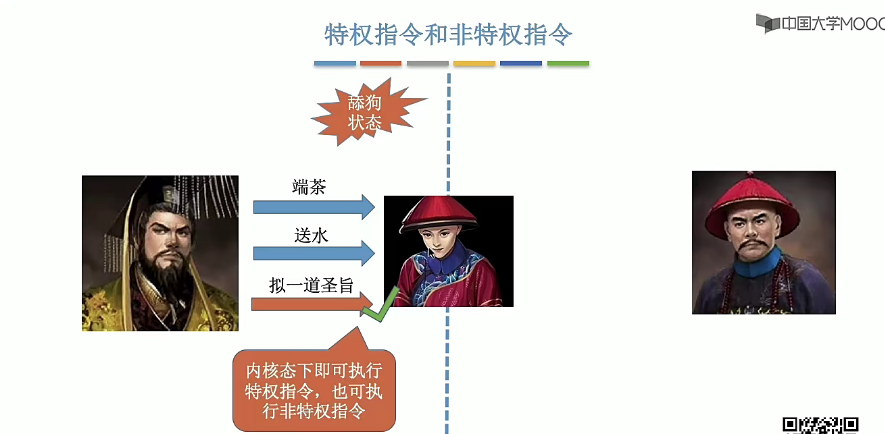 特权指令和非特权指令
中国大学MOOC
舔狗
状态
端茶
送水
拟一道圣旨
内核态下即可执行
特权指令，也可执
行非特权指令